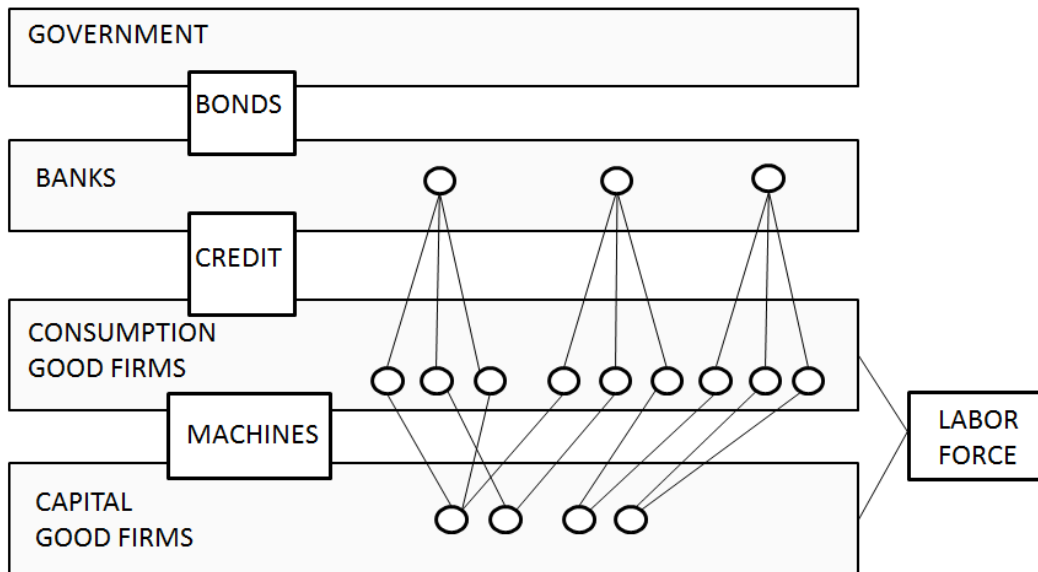 GOVERNMENT
BONDS
BANKS
CREDIT
CONSUMPTION
GOOD FIRMS
MACHINES
LABOR
FORCE
CAPITAL
GOOD FIRMS